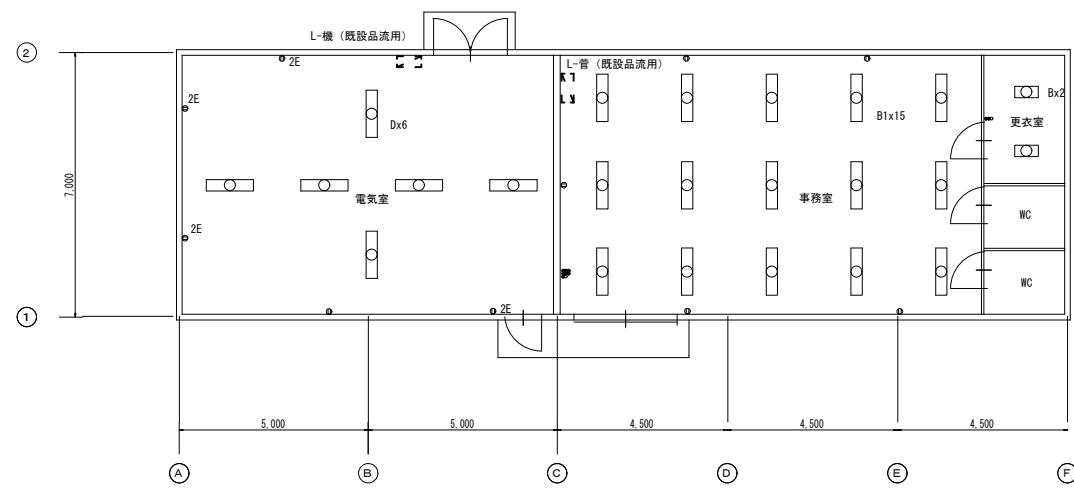 L-機（既設品流用）
2
2E
L-菅（既設品流用）
2E
Dx6
B1x15
Bx2
更衣室
7,000
電気室
事務室
WC
2E
WC
1
2E
5,000
5,000
4,500
4,500
4,500
A
B
C
D
E
F